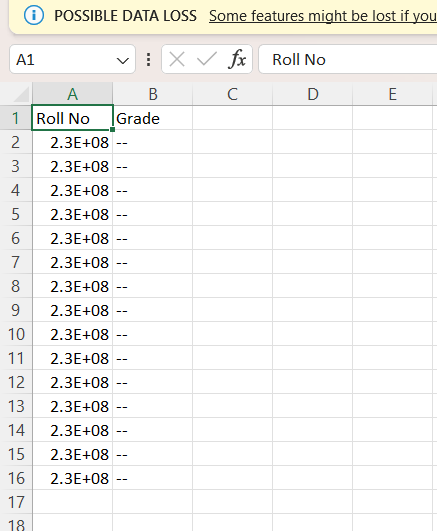 POSSIBLE DATA LOSS Some features might be lost if you
A1 fx Roll No
A B C D E
1 Roll No Grade
2 2.3E+08 --
3 2.3E+08 --
4 2.3E+08 --
5 2.3E+08 --
6 2.3E+08 --
7 2.3E+08 --
8 2.3E+08 --
9 2.3E+08 --
10 2.3E+08 --
11 2.3E+08 --
12 2.3E+08 --
13 2.3E+08 --
14 2.3E+08 --
15 2.3E+08 --
16 2.3E+08 --
17
18